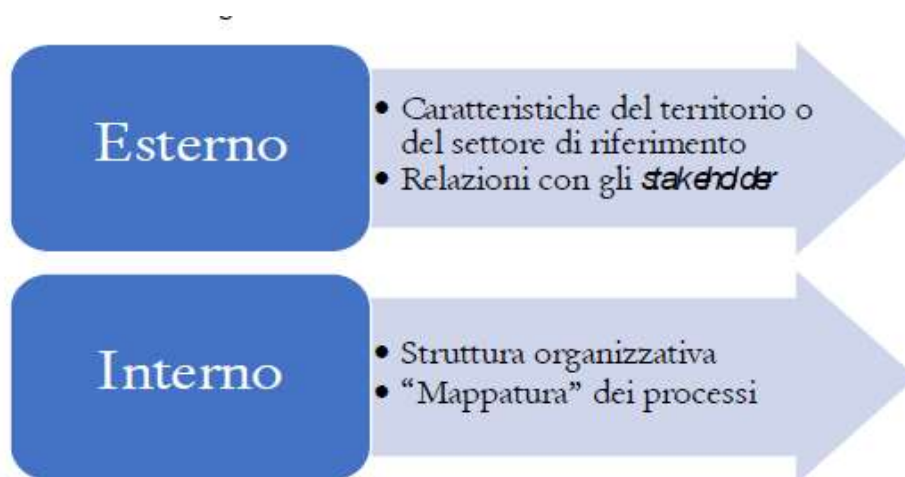 Esterno
• Caratteristiche del territorio o
del settore di riferimento
• Relazioni con gli stakeholder
Interno
• Struttura organizzativa
• “Mappatura” dei processi